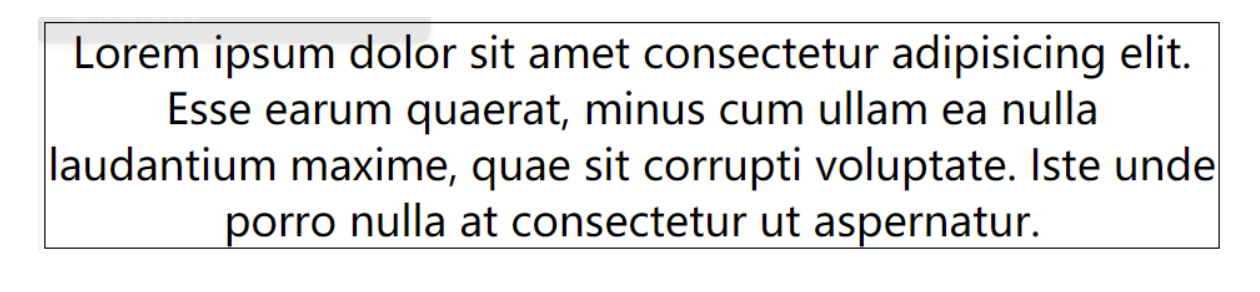 Lorem ipsum dolor sit amet consectetur adipisicing elit.
Esse earum quaerat, minus cum ullam ea nulla
laudantium maxime, quae sit corrupti voluptate. Iste unde
porro nulla at consectetur ut aspernatur.